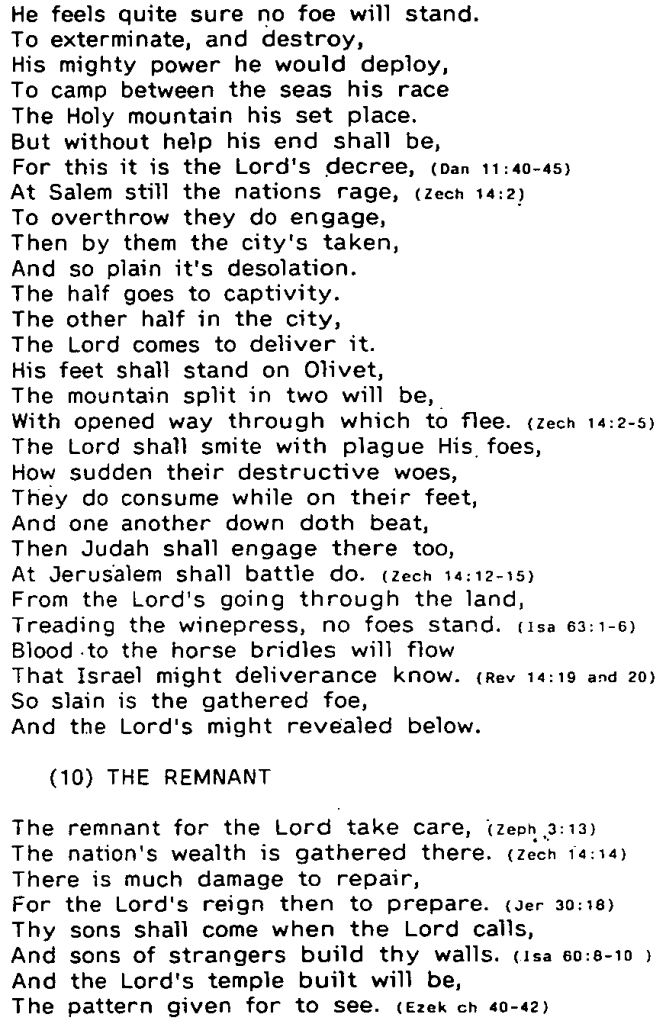 He feels quite sure no foe will stand.
To exterminate, and destroy,
His mighty power he would deploy,
To camp between the seas his race
The Holy mountain his set place.
But without help his end shall be,
For this it is the Lord's decree, (Dan 11:40-45)
At Salem still the nations rage, (Zech 14:2)
To overthrow they do engage,
Then by them the city's taken,
And so plain it's desolation.
The half goes to captivity.
The other half in the city,
The Lord comes to deliver it.
His feet shall stand on Olivet,
The mountain split in two will be,
With opened way through which to flee. (Zech 14:2-5)
The Lord shall smite with plague His foes,
How sudden their destructive woes,
They do consume while on their feet,
And one another down doth beat,
Then Judah shall engage there too,
At Jerusalem shall battle do. (Zech 14:12-15)
From the Lord's going through the land,
Treading the winepress, no foes stand. (Isa 63:1-6)
Blood to the horse bridles will flow
That Israel might deliverance know. (Rev 14:19 and 20)
So slain is the gathered foe,
And the Lord's might revealed below.
(10) THE REMNANT
The remnant for the Lord take care, (Zeph 3:13)
The nation's wealth is gathered there. (Zech 14:14)
There is much damage to repair,
For the Lord's reign then to prepare. (Jer 30:18)
Thy sons shall come when the Lord calls,
And sons of strangers build thy walls. (Isa 60:8-10 )
And the Lord's temple built will be,
The pattern given for to see. (Ezek ch 40-42)